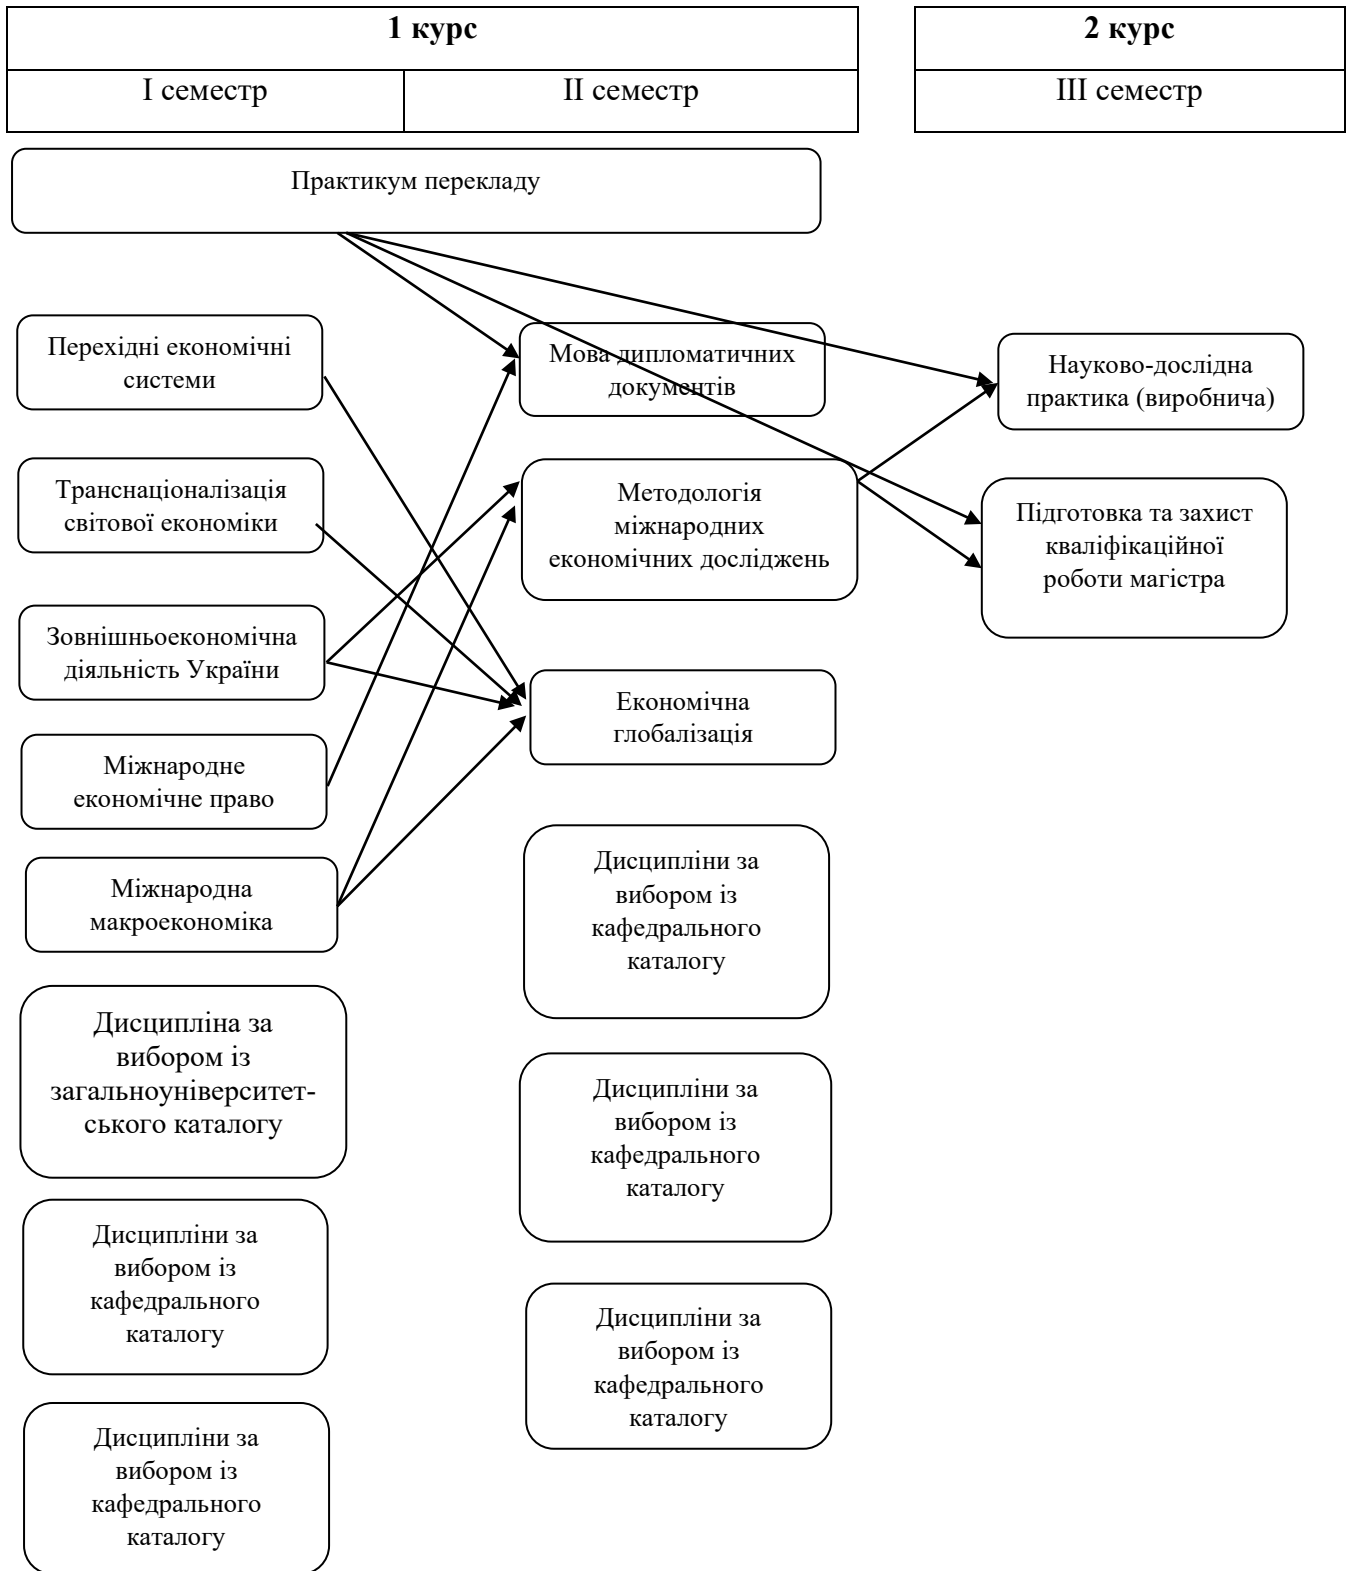 1 курс
2 курс
I семестр
II семестр
III семестр
Практикум перекладу
Перехідні економічні
системи
Транснаціоналізація
світової економіки
Зовнішньоекономічна
діяльність України
Міжнародне
економічне право
Міжнародна
макроекономіка
Дисципліна за
вибором із
загальноуніверситет-
ського каталогу
Дисципліни за
вибором із
кафедрального
каталогу
Дисципліни за
вибором із
кафедрального
каталогу
Мова дипломатичних
документів
Методологія
міжнародних
економічних досліджень
Економічна
глобалізація
Дисципліни за
вибором із
кафедрального
каталогу
Дисципліни за
вибором із
кафедрального
каталогу
Дисципліни за
вибором із
кафедрального
каталогу
Науково-дослідна
практика (виробнича)
Підготовка та захист
кваліфікаційної
роботи магістра